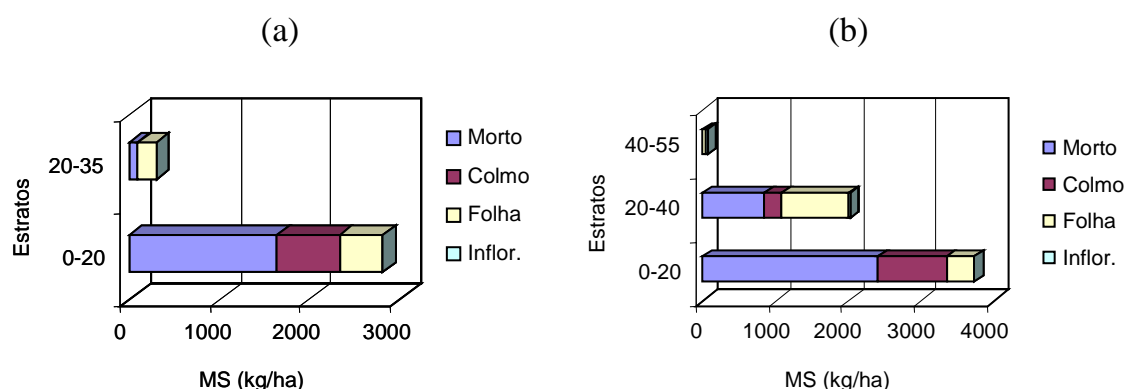 (a)
Estratos
20-35
0-20
0 1000 2000 3000
MS (kg/ha)
Morto
Colmo
Folha
Inflor.
(b)
Estratos
40-55
20-40
0-20
0 1000 2000 3000 4000
MS (kg/ha)
Morto
Colmo
Folha
Inflor.